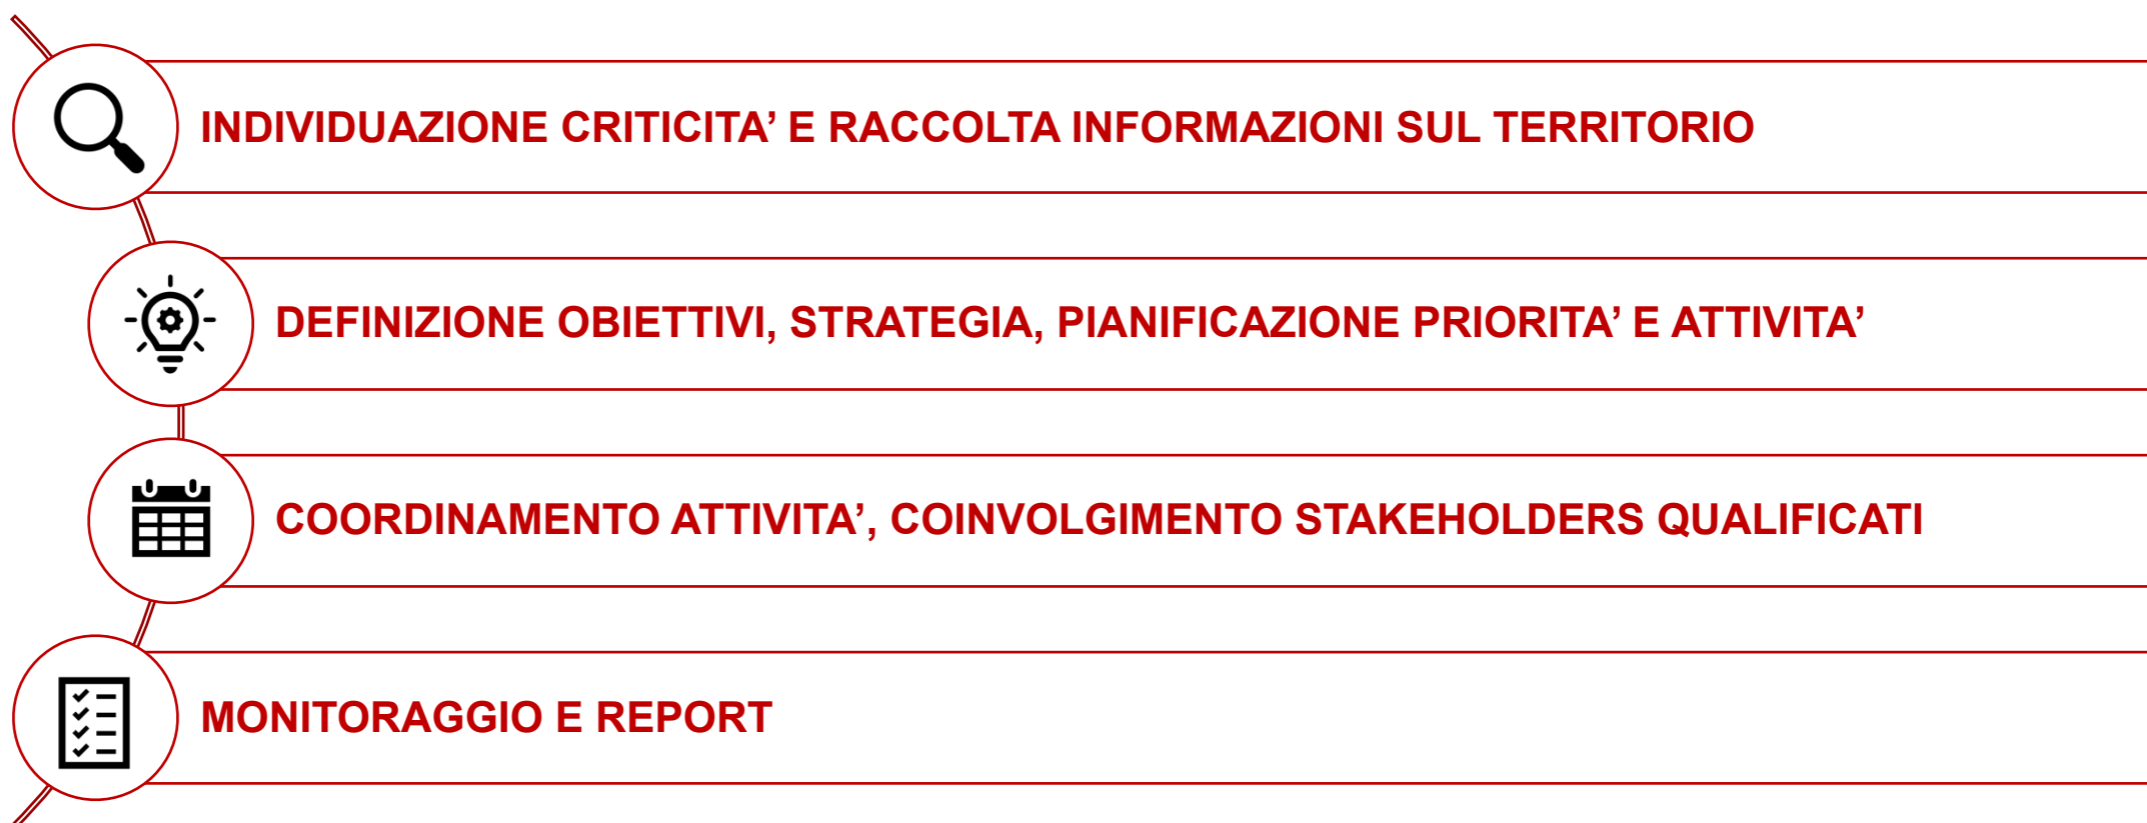 INDIVIDUAZIONE CRITICITA’ E RACCOLTA INFORMAZIONI SUL TERRITORIO
DEFINIZIONE OBIETTIVI, STRATEGIA, PIANIFICAZIONE PRIORITA’ E ATTIVITA’
COORDINAMENTO ATTIVITA’, COINVOLGIMENTO STAKEHOLDERS QUALIFICATI
MONITORAGGIO E REPORT